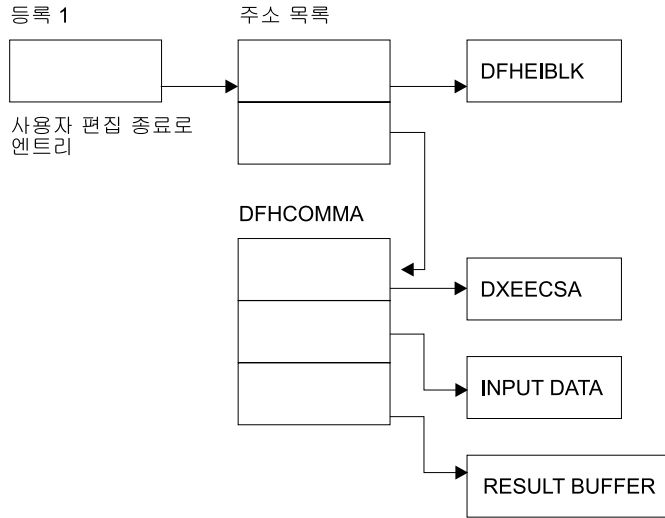 등록 1
주소 목록
DFHEIBLK
사용자 편집 종료로
엔트리
DFHCOMMA
DXEECSA
INPUT DATA
RESULT BUFFER